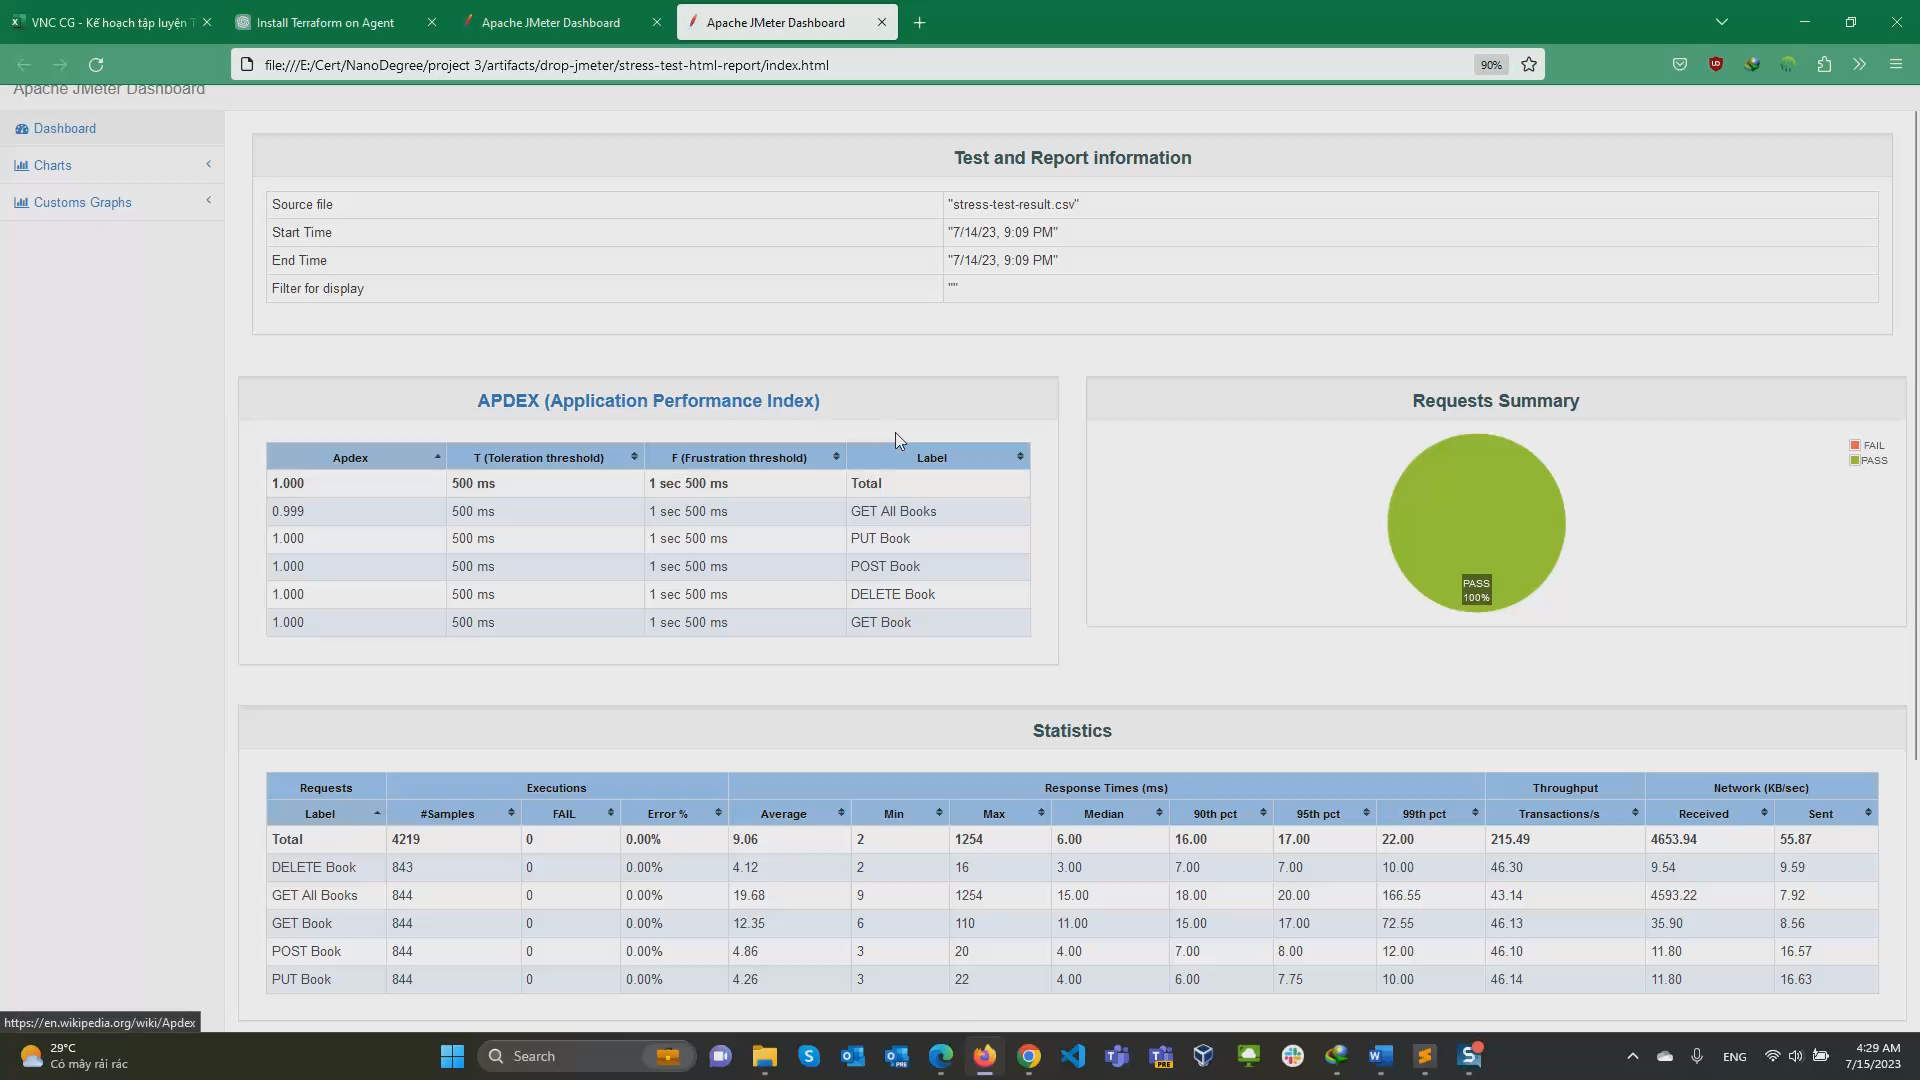 VNC CG - Kế hoạch tập luyện T
Install Terraform on Agent
Apache JMeter Dashboard
Apache JMeter Dashboard
file:///E:/Cert/NanoDegree/project 3/artifacts/drop-jmeter/stress-test-html-report/index.html
90%
Apache JMeter Dashboard
Dashboard
Charts
Customs Graphs
Test and Report information
Source file "stress-test-result.csv"
Start Time "7/14/23, 9:09 PM"
End Time "7/14/23, 9:09 PM"
Filter for display ""
APDEX (Application Performance Index)
Apdex T (Toleration threshold) F (Frustration threshold) Label
1.000 500 ms 1 sec 500 ms Total
0.999 500 ms 1 sec 500 ms GET All Books
1.000 500 ms 1 sec 500 ms PUT Book
1.000 500 ms 1 sec 500 ms POST Book
1.000 500 ms 1 sec 500 ms DELETE Book
1.000 500 ms 1 sec 500 ms GET Book
Requests Summary
FAIL
PASS
PASS
100%
Statistics
Requests Executions Response Times (ms) Throughput Network (KB/sec)
Label #Samples FAIL Error % Average Min Max Median 90th pct 95th pct 99th pct Transactions/s Received Sent
Total 4219 0 0.00% 9.06 2 1254 6.00 16.00 17.00 22.00 215.49 4653.94 55.87
DELETE Book 843 0 0.00% 4.12 2 16 3.00 7.00 7.00 10.00 46.30 9.54 9.59
GET All Books 844 0 0.00% 19.68 9 1254 15.00 18.00 20.00 166.55 43.14 4593.22 7.92
GET Book 844 0 0.00% 12.35 6 110 11.00 15.00 17.00 72.55 46.13 35.90 8.56
POST Book 844 0 0.00% 4.86 3 20 4.00 7.00 8.00 12.00 46.10 11.80 16.57
PUT Book 844 0 0.00% 4.26 3 22 4.00 6.00 7.75 10.00 46.14 11.80 16.63
https://en.wikipedia.org/wiki/Apdex
29°C
Có mây rải rác
Search
PRE
PRE
ENG
4:29 AM
7/15/2023